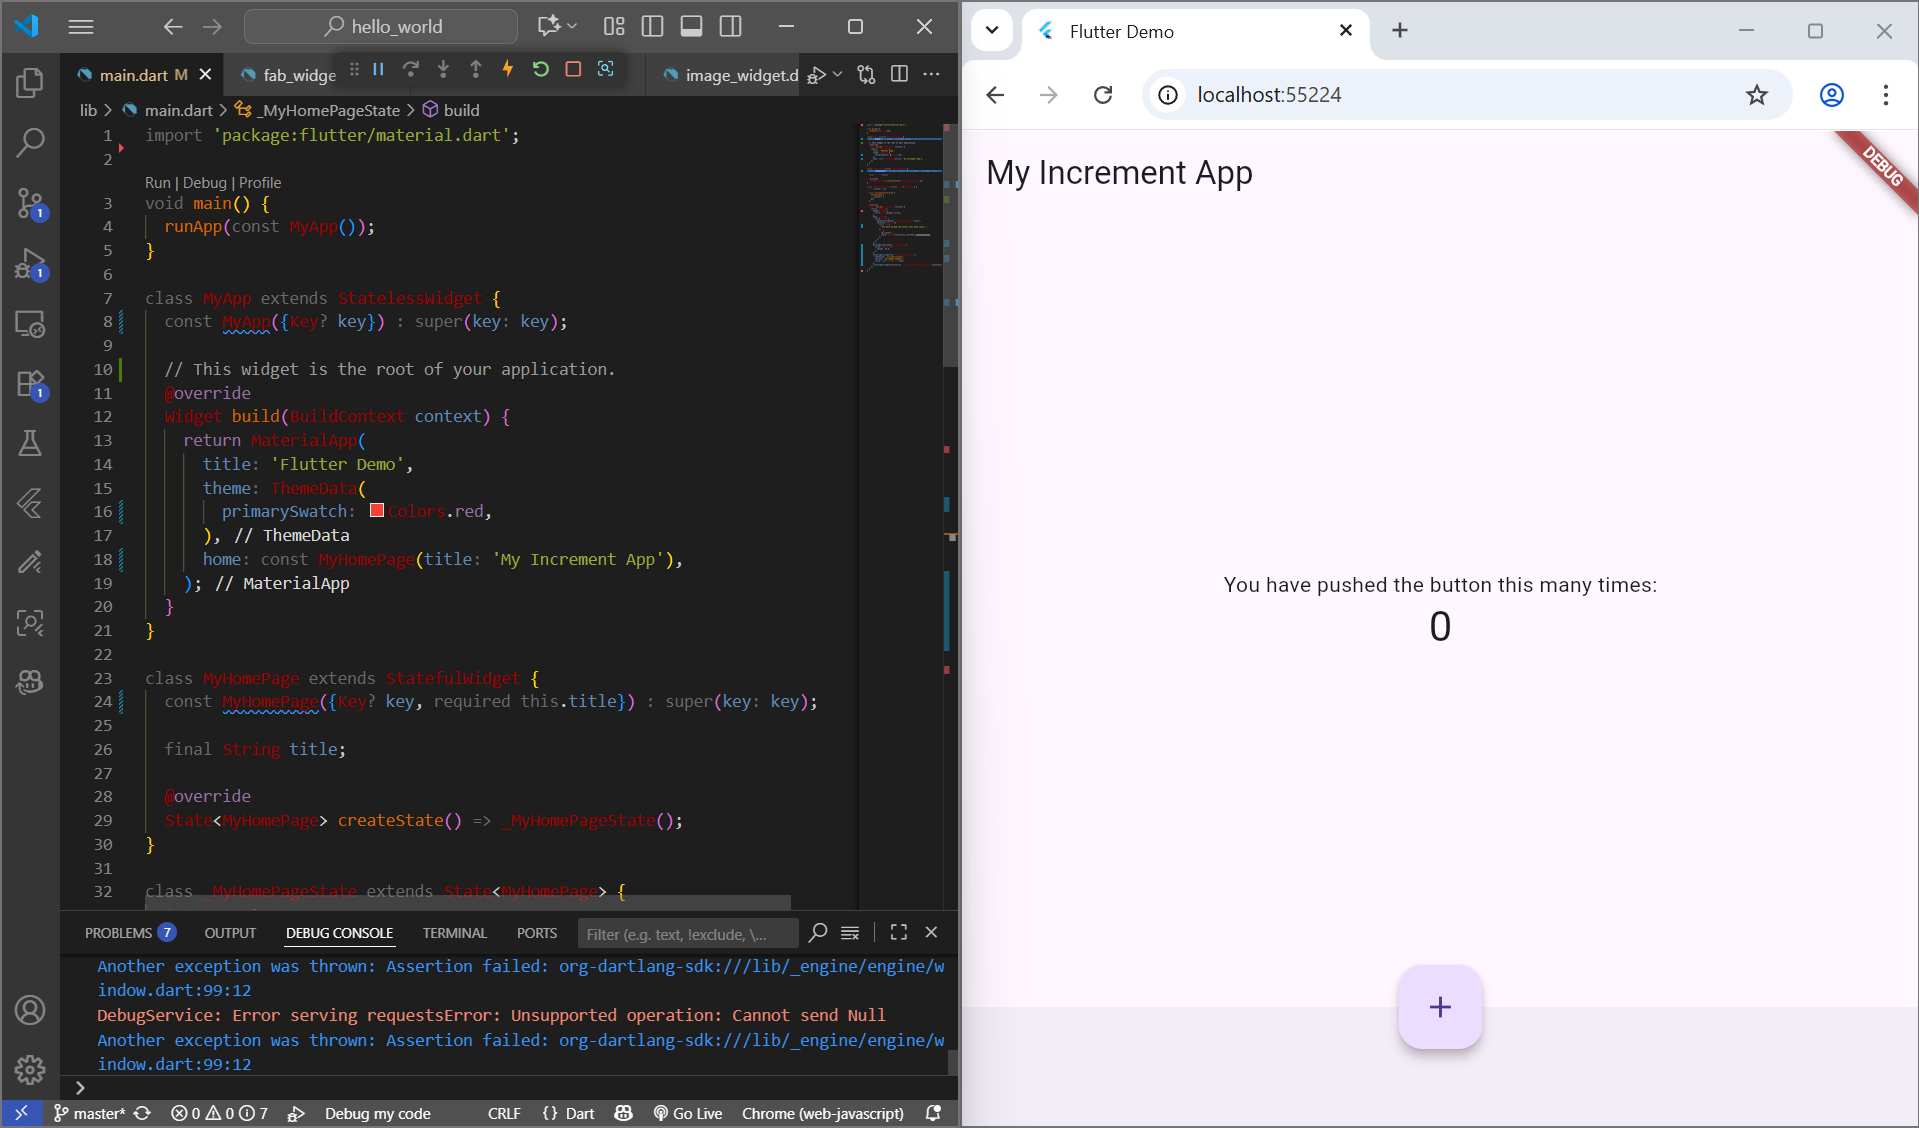 hello_world
main.dart M
fab_widge
image_widget.d
lib > main.dart > _MyHomePageState > build
1 import 'package:flutter/material.dart';
2
Run | Debug | Profile
3 void main() {
4 runApp(const MyApp());
5 }
6
7 class MyApp extends StatelessWidget {
8 const MyApp({Key? key}) : super(key: key);
9
10 // This widget is the root of your application.
11 @override
12 Widget build(BuildContext context) {
13 return MaterialApp(
14 title: 'Flutter Demo',
15 theme: ThemeData(
16 primarySwatch: Colors.red,
17 ), // ThemeData
18 home: const MyHomePage(title: 'My Increment App'),
19 ); // MaterialApp
20 }
21 }
22
23 class MyHomePage extends StatefulWidget {
24 const MyHomePage({Key? key, required this.title}) : super(key: key);
25
26 final String title;
27
28 @override
29 State<MyHomePage> createState() => _MyHomePageState();
30 }
31
32 class _MyHomePageState extends State<MyHomePage> {
1
1
1
PROBLEMS 7 OUTPUT DEBUG CONSOLE TERMINAL PORTS Filter (e.g. text, !exclude, \...
Another exception was thrown: Assertion failed: org-dartlang-sdk:///lib/_engine/engine/w
indow.dart:99:12
DebugService: Error serving requestsError: Unsupported operation: Cannot send Null
Another exception was thrown: Assertion failed: org-dartlang-sdk:///lib/_engine/engine/w
indow.dart:99:12
>
master* 0 0 7 Debug my code CRLF {} Dart Go Live Chrome (web-javascript)
Flutter Demo
localhost:55224
My Increment App
DEBUG
You have pushed the button this many times:
0
+